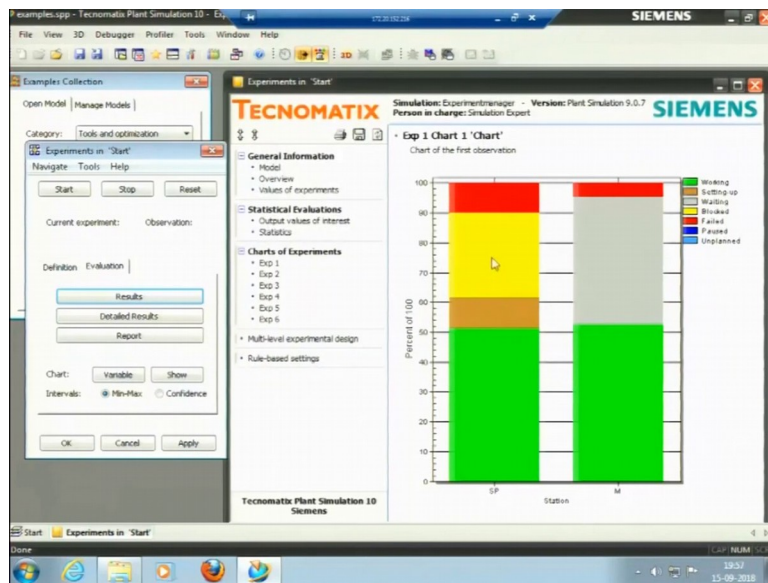 examples.spp - Tecnomatix Plant Simulation 10 - Ex
172.20.152.216
SIEMENS
File View 3D Debugger Profiler Tools Window Help
Examples Collection
Open Model Manage Models
Category: Tools and optimization
Experiments in 'Start'
Navigate Tools Help
Start Stop Reset
Current experiment: Observation:
Definition Evaluation
Results
Detailed Results
Report
Chart: Variable Show
Intervals: Min-Max Confidence
OK Cancel Apply
Experiments in 'Start'
TECNOMATIX
Simulation: Experimentmanager - Version: Plant Simulation 9.0.7
Person in charge: Simulation Expert
SIEMENS
General Information
Model
Overview
Values of experiments
Statistical Evaluations
Output values of interest
Statistics
Charts of Experiments
Exp 1
Exp 2
Exp 3
Exp 4
Exp 5
Exp 6
Multi-level experimental design
Rule-based settings
Tecnomatix Plant Simulation 10
Siemens
Exp 1 Chart 1 'Chart'
Chart of the first observation
Percent of 100
100
90
80
70
60
50
40
30
20
10
0
SP M
Station
Working
Setting-up
Waiting
Blocked
Failed
Paused
Unplanned
Start Experiments in 'Start'
Done
CAP NUM SCR
19:57
15-09-2018